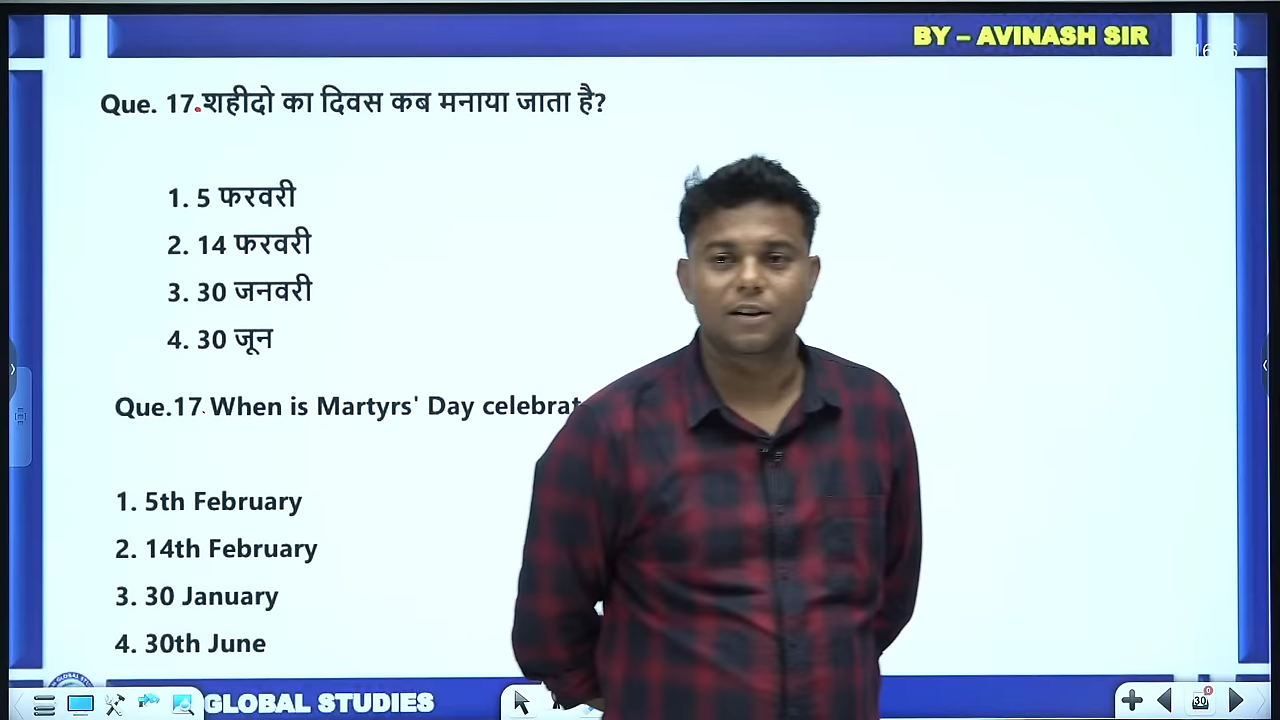 BY – AVINASH SIR
Que. 17.शहीदो का दिवस कब मनाया जाता है?
1. 5 फरवरी
2. 14 फरवरी
3. 30 जनवरी
4. 30 जून
Que.17. When is Martyrs' Day celebrat
1. 5th February
2. 14th February
3. 30 January
4. 30th June
GLOBAL STUDIES
30
0